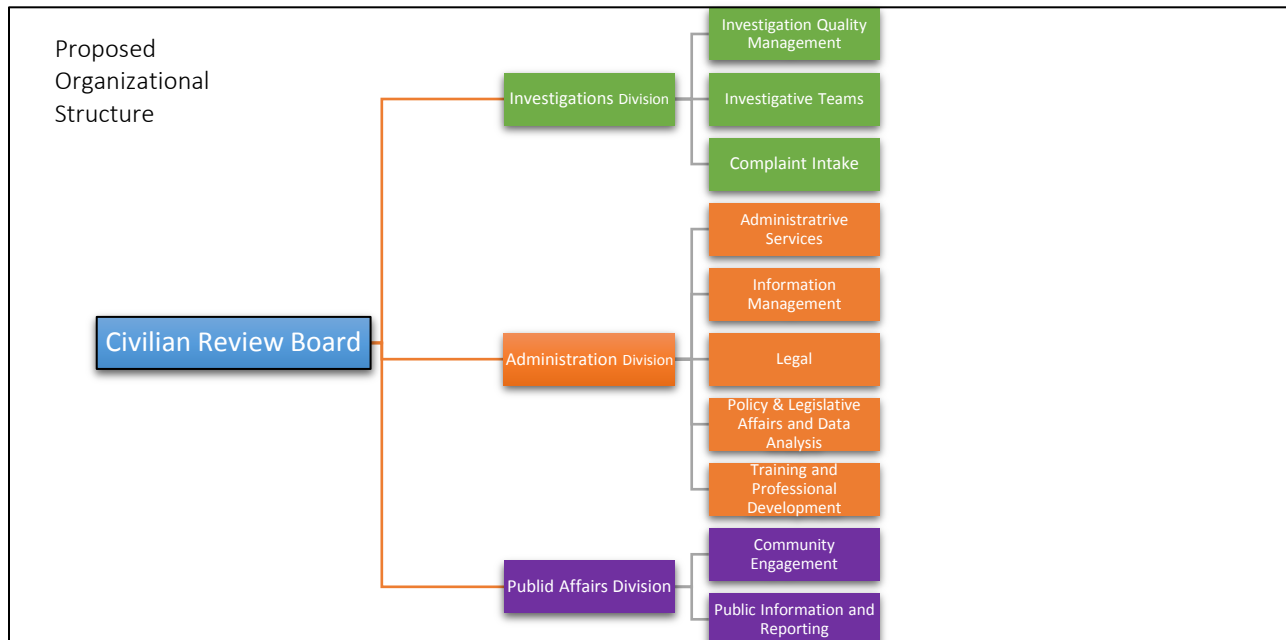 Proposed
Organizational
Structure
Civilian Review Board
Investigations Division
Investigation Quality
Management
Investigative Teams
Complaint Intake
Administration Division
Administratrive
Services
Information
Management
Legal
Policy & Legislative
Affairs and Data
Analysis
Training and
Professional
Development
Publid Affairs Division
Community
Engagement
Public Information and
Reporting